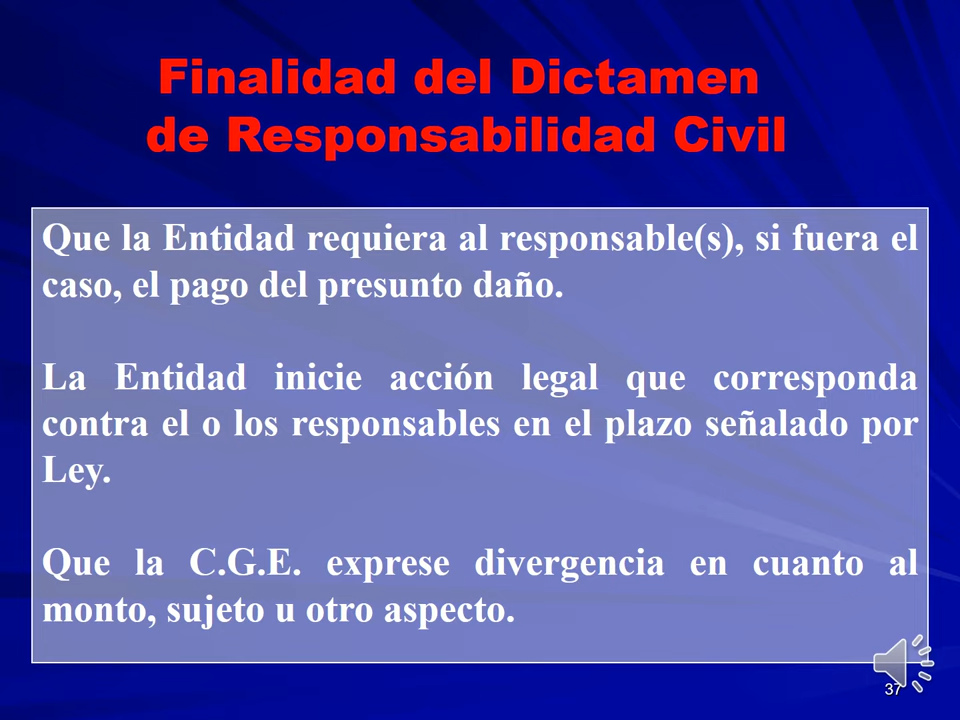 Finalidad del Dictamen
de Responsabilidad Civil
Que la Entidad requiera al responsable(s), si fuera el
caso, el pago del presunto daño.
La Entidad inicie acción legal que corresponda
contra el o los responsables en el plazo señalado por
Ley.
Que la C.G.E. exprese divergencia en cuanto al
monto, sujeto u otro aspecto.
37